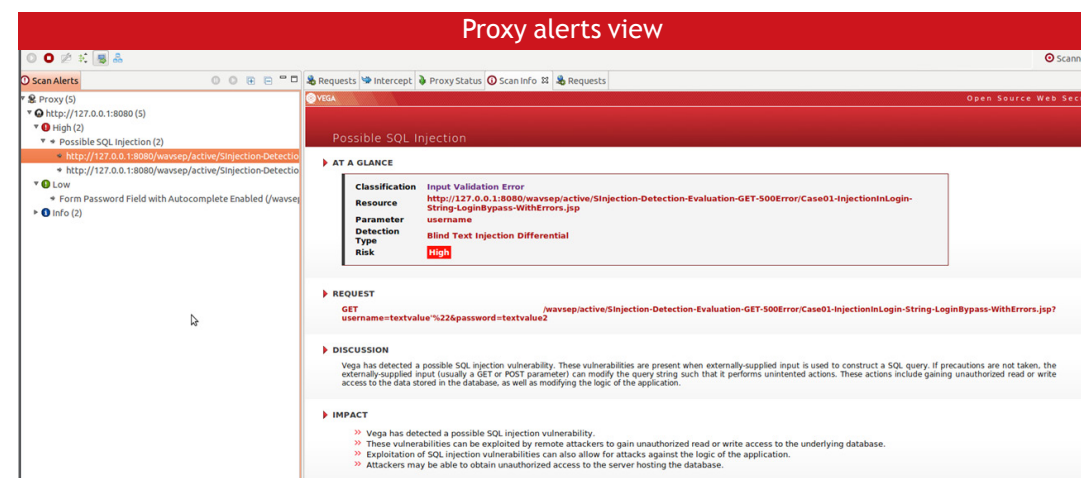 Proxy alerts view
Scan Alerts
Requests Intercept Proxy Status Scan Info Requests
Proxy (5)
http://127.0.0.1:8080 (5)
High (2)
Possible SQL Injection (2)
http://127.0.0.1:8080/wavsep/active/SInjection-Detectio
http://127.0.0.1:8080/wavsep/active/SInjection-Detectio
Low
Form Password Field with Autocomplete Enabled (/wavsep
Info (2)
VEGA
Open Source Web Sec
Possible SQL Injection
AT A GLANCE
Classification Input Validation Error
Resource http://127.0.0.1:8080/wavsep/active/SInjection-Detection-Evaluation-GET-500Error/Case01-InjectionInLogin-
String-LoginBypass-WithErrors.jsp
Parameter username
Detection
Type Blind Text Injection Differential
Risk High
REQUEST
GET /wavsep/active/SInjection-Detection-Evaluation-GET-500Error/Case01-InjectionInLogin-String-LoginBypass-WithErrors.jsp?
username=textvalue'%22&password=textvalue2
DISCUSSION
Vega has detected a possible SQL injection vulnerability. These vulnerabilities are present when externally-supplied input is used to construct a SQL query. If precautions are not taken, the
externally-supplied input (usually a GET or POST parameter) can modify the query string such that it performs unintended actions. These actions include gaining unauthorized read or write
access to the data stored in the database, as well as modifying the logic of the application.
IMPACT
Vega has detected a possible SQL injection vulnerability.
These vulnerabilities can be exploited by remote attackers to gain unauthorized read or write access to the underlying database.
Exploitation of SQL injection vulnerabilities can also allow for attacks against the logic of the application.
Attackers may be able to obtain unauthorized access to the server hosting the database.